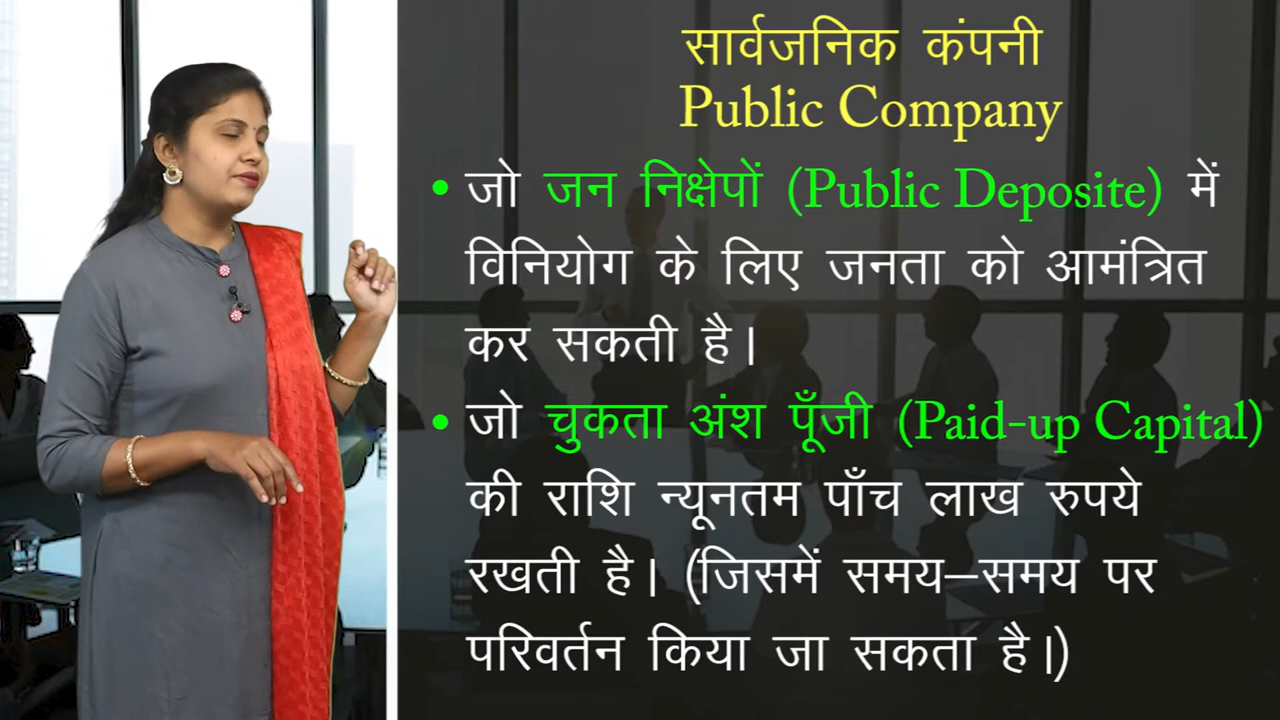 सार्वजनिक कंपनी
Public Company
• जो जन निक्षेपों (Public Deposite) में
विनियोग के लिए जनता को आमंत्रित
कर सकती है।
• जो चुकता अंश पूँजी (Paid-up Capital)
की राशि न्यूनतम पाँच लाख रुपये
रखती है। (जिसमें समय–समय पर
परिवर्तन किया जा सकता है।)